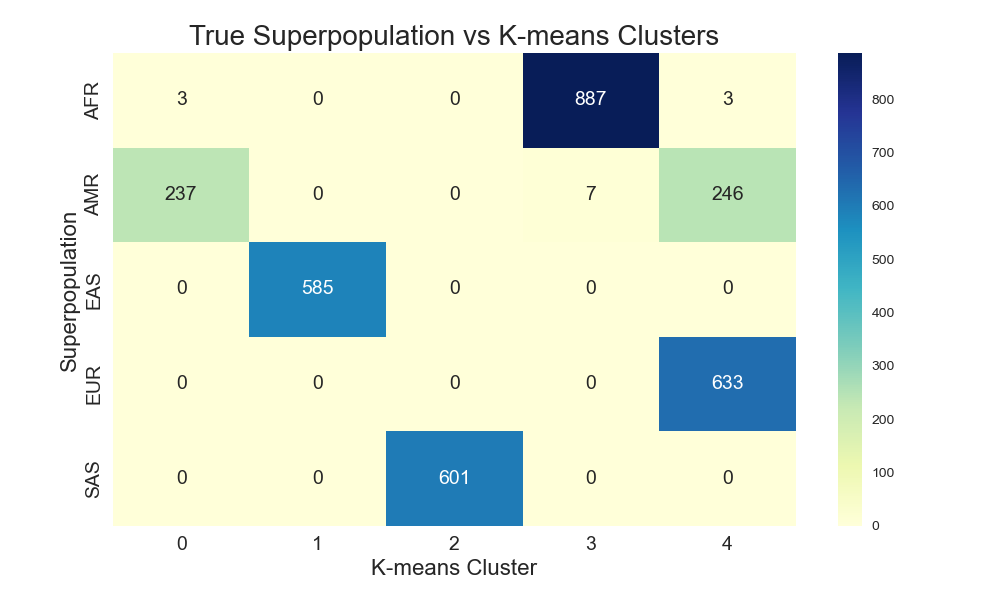 True Superpopulation vs K-means Clusters
Superpopulation
AFR 3 0 0 887 3
AMR 237 0 0 7 246
EAS 0 585 0 0 0
EUR 0 0 0 0 633
SAS 0 0 601 0 0
0 1 2 3 4
K-means Cluster
800
700
600
500
400
300
200
100
0